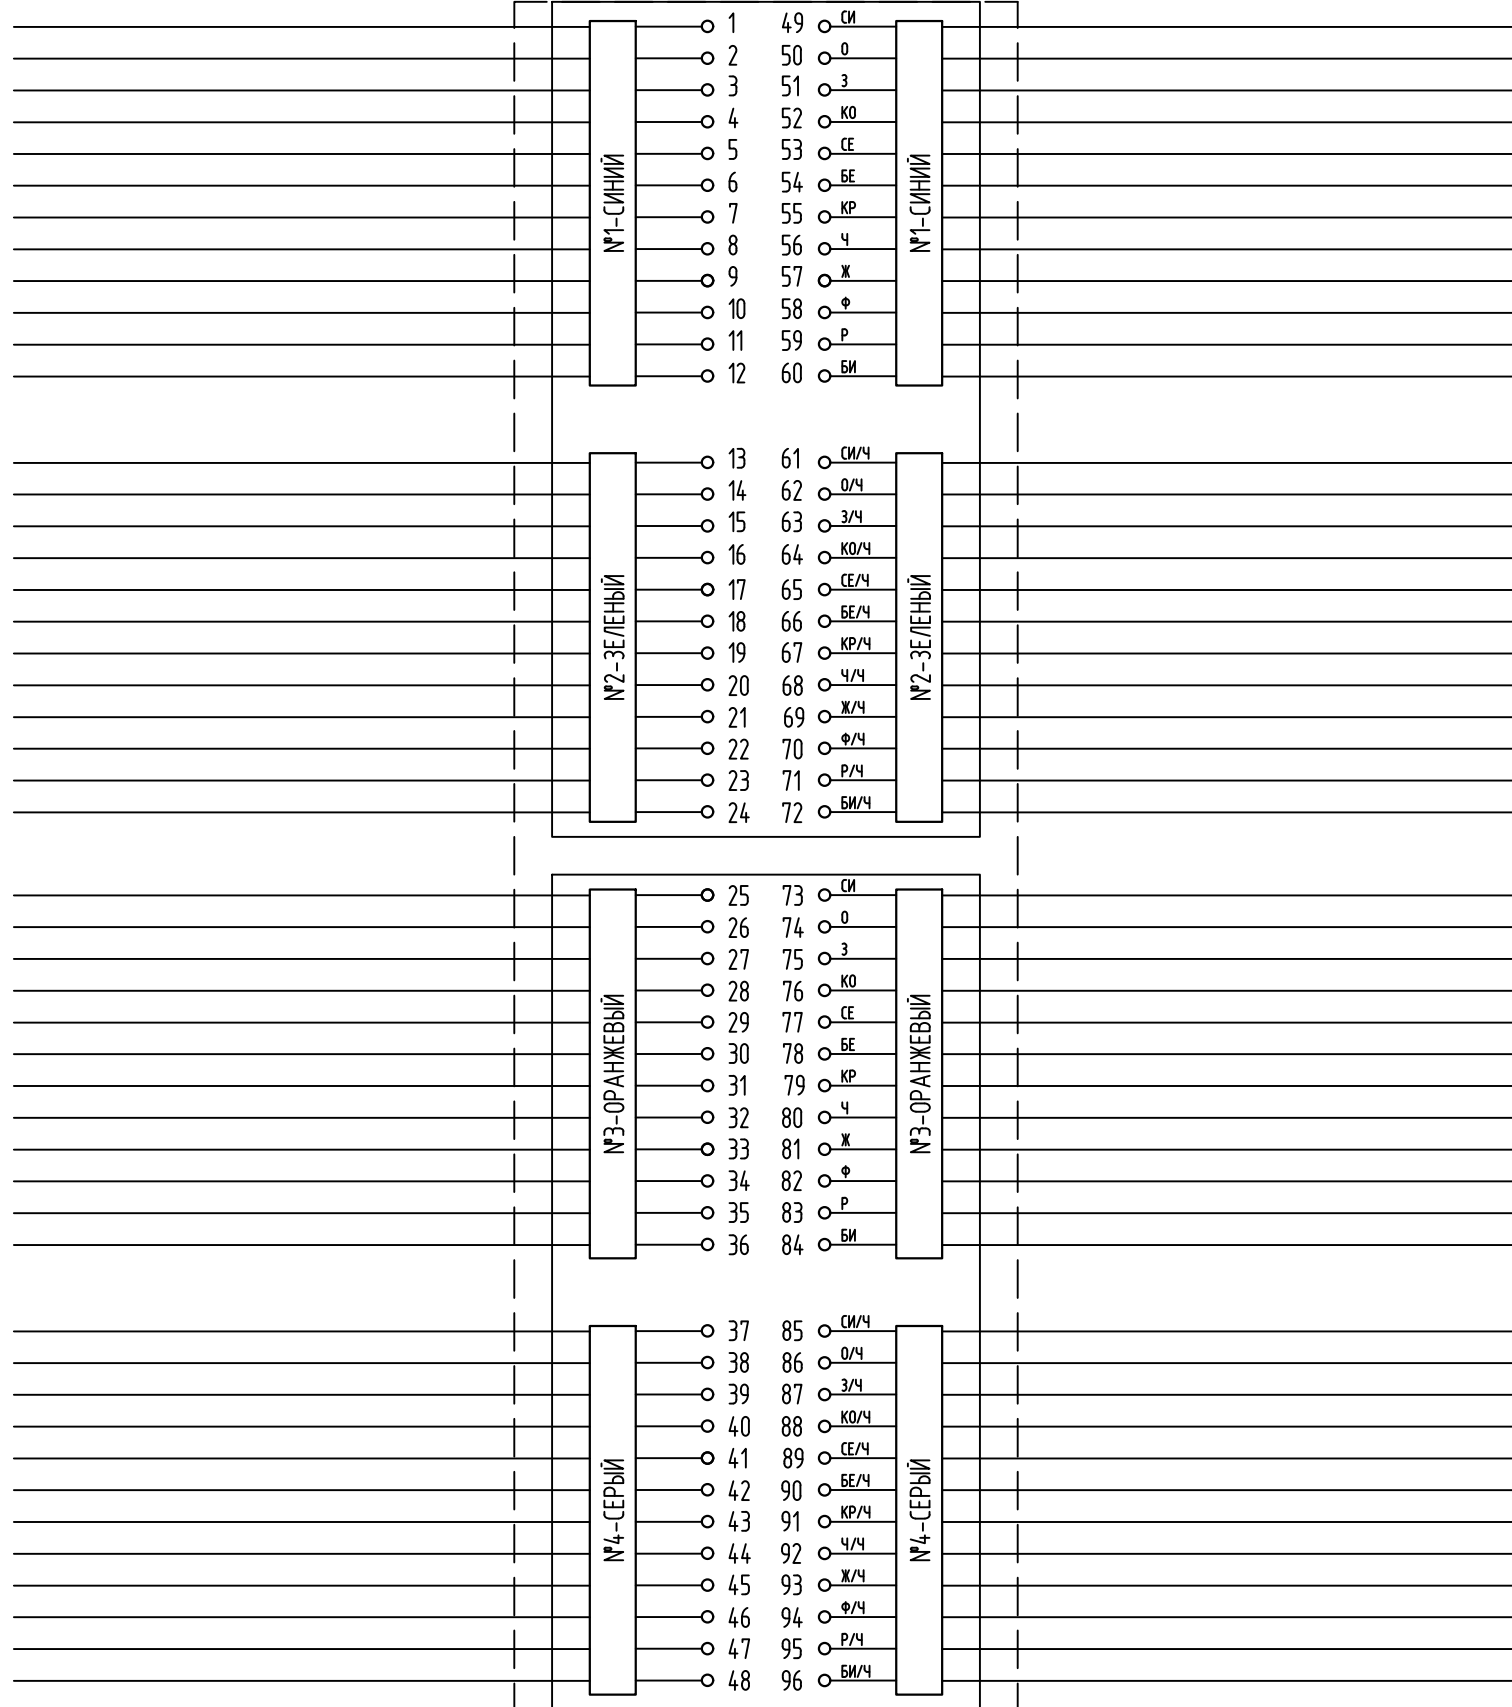 1 49 СИ
2 50 О
3 51 З
4 52 КО
5 53 СЕ
6 54 БЕ
7 55 КР
8 56 Ч
9 57 Ж
10 58 Ф
11 59 Р
12 60 БИ
№1-СИНИЙ
№1-СИНИЙ
13 61 СИ/Ч
14 62 О/Ч
15 63 З/Ч
16 64 КО/Ч
17 65 СЕ/Ч
18 66 БЕ/Ч
19 67 КР/Ч
20 68 Ч/Ч
21 69 Ж/Ч
22 70 Ф/Ч
23 71 Р/Ч
24 72 БИ/Ч
№2-ЗЕЛЕНЫЙ
№2-ЗЕЛЕНЫЙ
25 73 СИ
26 74 О
27 75 З
28 76 КО
29 77 СЕ
30 78 БЕ
31 79 КР
32 80 Ч
33 81 Ж
34 82 Ф
35 83 Р
36 84 БИ
№3-ОРАНЖЕВЫЙ
№3-ОРАНЖЕВЫЙ
37 85 СИ/Ч
38 86 О/Ч
39 87 З/Ч
40 88 КО/Ч
41 89 СЕ/Ч
42 90 БЕ/Ч
43 91 КР/Ч
44 92 Ч/Ч
45 93 Ж/Ч
46 94 Ф/Ч
47 95 Р/Ч
48 96 БИ/Ч
№4-СЕРЫЙ
№4-СЕРЫЙ